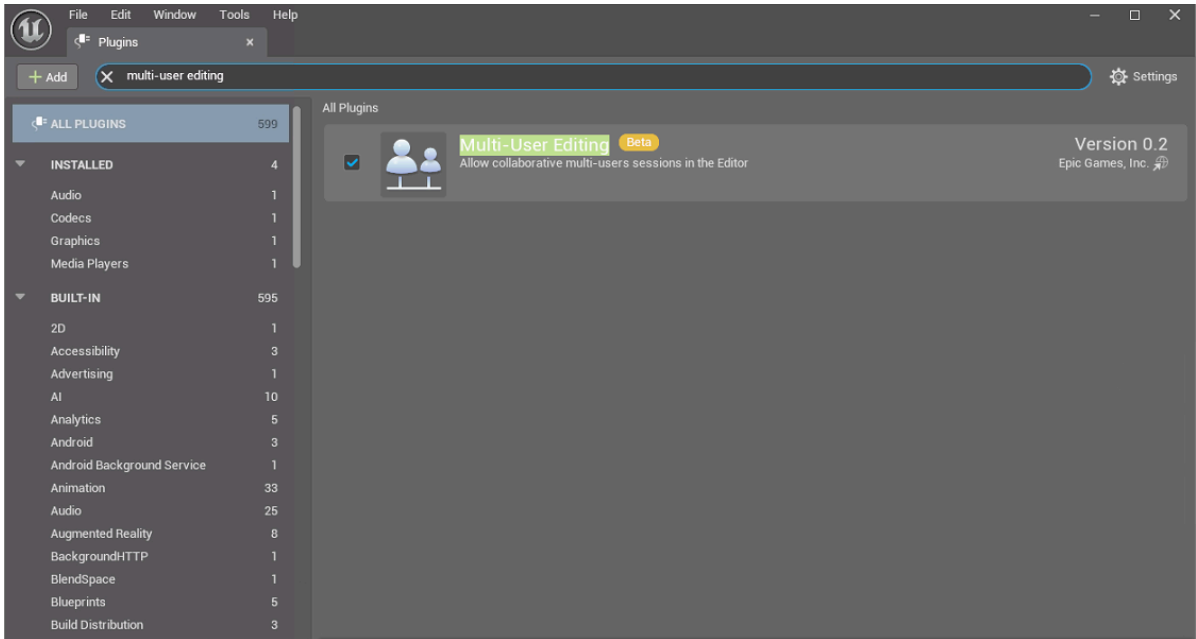 File Edit Window Tools Help
Plugins
Add
multi-user editing
Settings
ALL PLUGINS 599
INSTALLED 4
Audio 1
Codecs 1
Graphics 1
Media Players 1
BUILT-IN 595
2D 1
Accessibility 3
Advertising 1
AI 10
Analytics 5
Android 3
Android Background Service 1
Animation 33
Audio 25
Augmented Reality 8
BackgroundHTTP 1
BlendSpace 1
Blueprints 5
Build Distribution 3
All Plugins
Multi-User Editing Beta
Allow collaborative multi-users sessions in the Editor
Version 0.2
Epic Games, Inc.